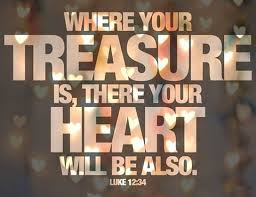 WHERE YOUR
TREASURE
IS, THERE YOUR
HEART
WILL BE ALSO.
LUKE 12:34